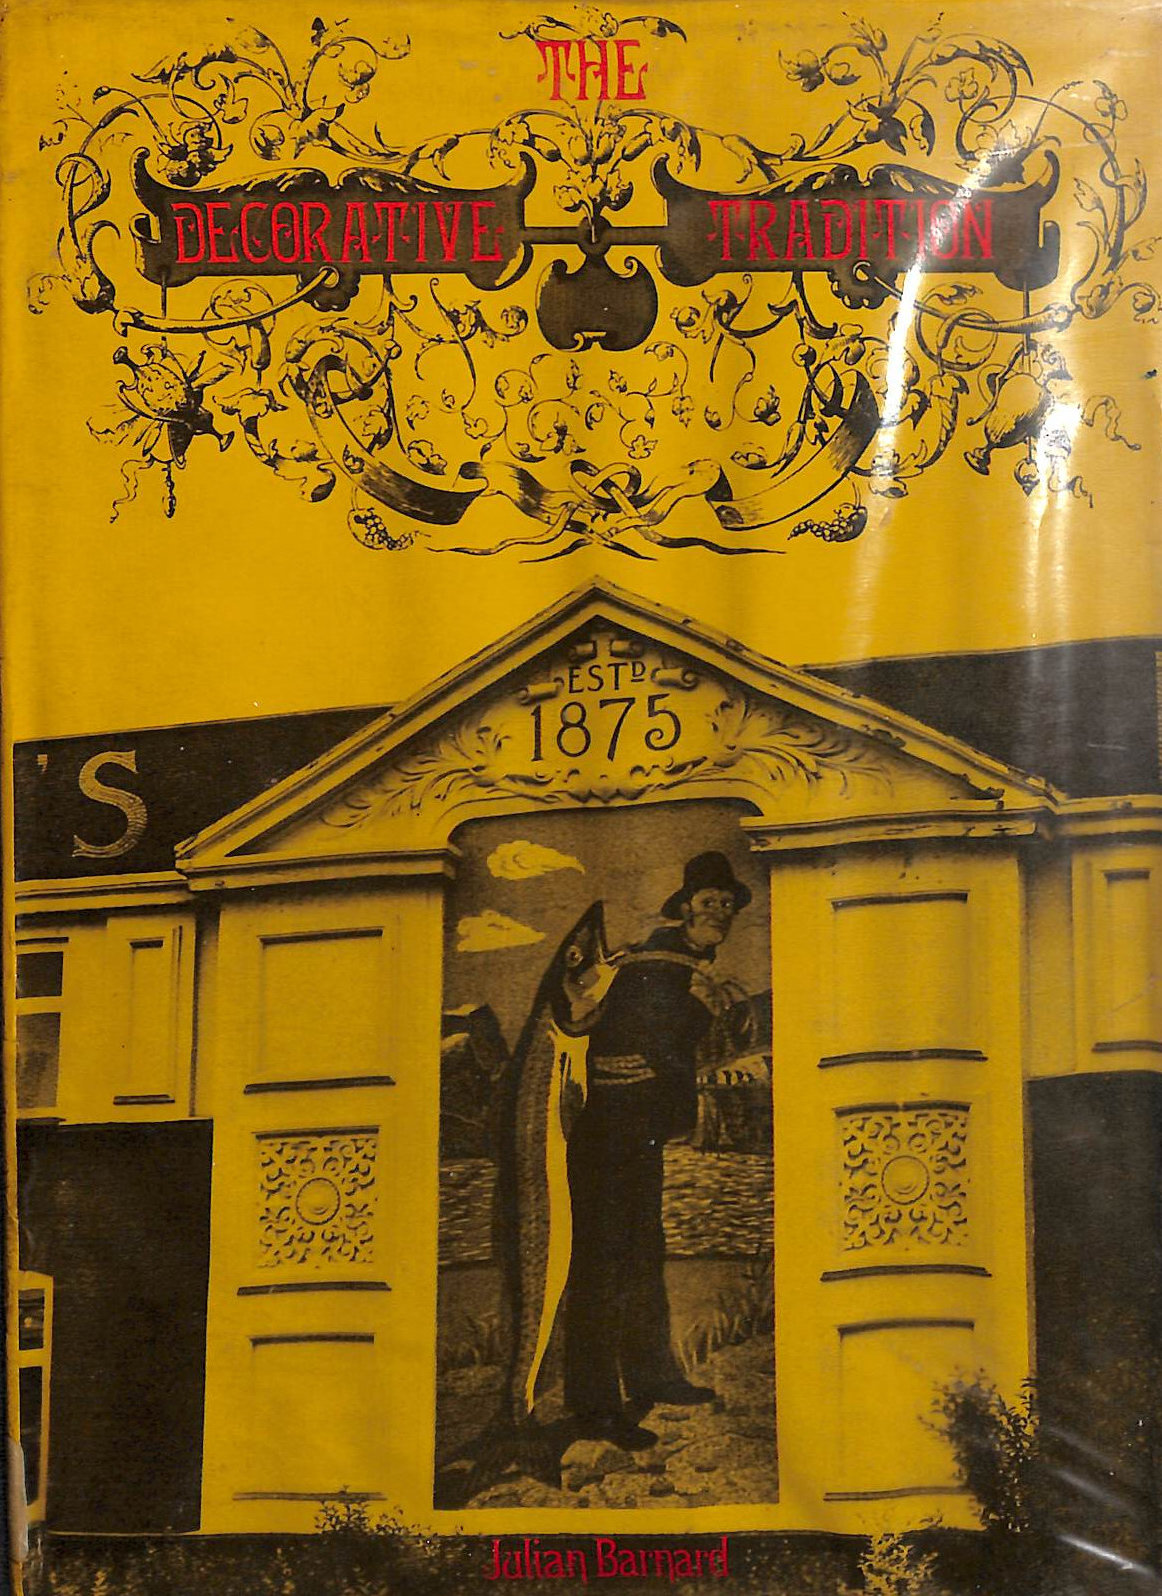 THE
DECORATIVE TRADITION
ESTD
1875
'S
Julian Barnard